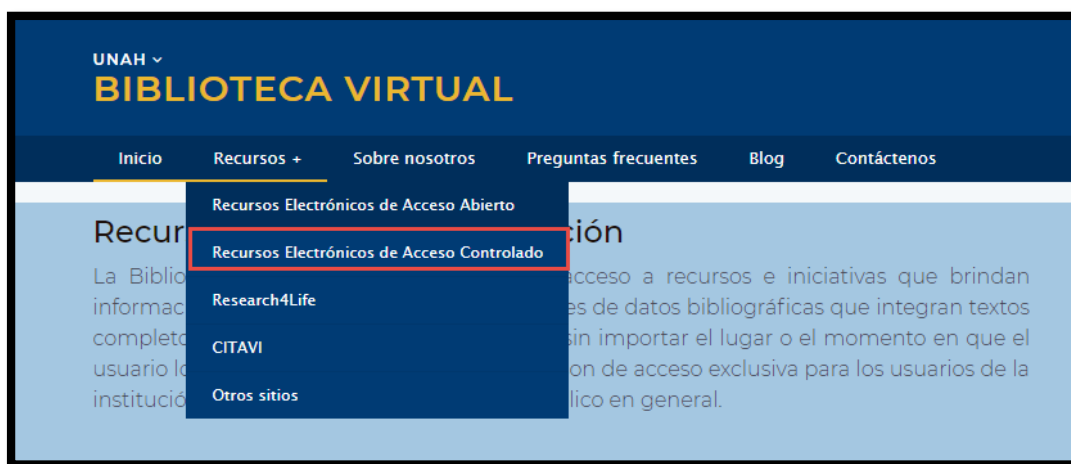 UNAH
BIBLIOTECA VIRTUAL
Inicio Recursos + Sobre nosotros Preguntas frecuentes Blog Contáctenos
Recursos Electrónicos de Acceso Abierto
Recursos Electrónicos de Acceso Controlado
Research4Life
CITAVI
Otros sitios
Recur ión
La Biblio acceso a recursos e iniciativas que brindan
informac es de datos bibliográficas que integran textos
completo sin importar el lugar o el momento en que el
usuario lo on de acceso exclusiva para los usuarios de la
institució lico en general.